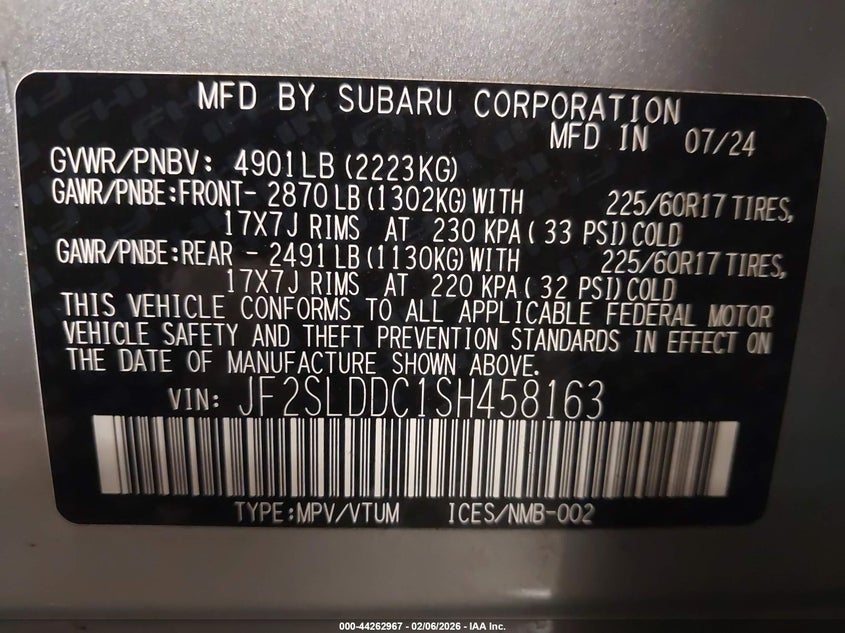 MFD BY SUBARU CORPORATION
MFD IN 07/24
GVWR/PNBV: 4901LB (2223KG)
GAWR/PNBE:FRONT- 2870 LB (1302KG) WITH 225/60R17 TIRES,
17X7J RIMS AT 230 KPA ( 33 PSI) COLD
GAWR/PNBE:REAR - 2491 LB (1130KG) WITH 225/60R17 TIRES,
17X7J RIMS AT 220 KPA ( 32 PSI) COLD
THIS VEHICLE CONFORMS TO ALL APPLICABLE FEDERAL MOTOR
VEHICLE SAFETY AND THEFT PREVENTION STANDARDS IN EFFECT ON
THE DATE OF MANUFACTURE SHOWN ABOVE.
VIN: JF2SLDDC1SH458163
TYPE:MPV/VTUM ICES/NMB-002
000-44262967 - 02/06/2026 - IAA Inc.